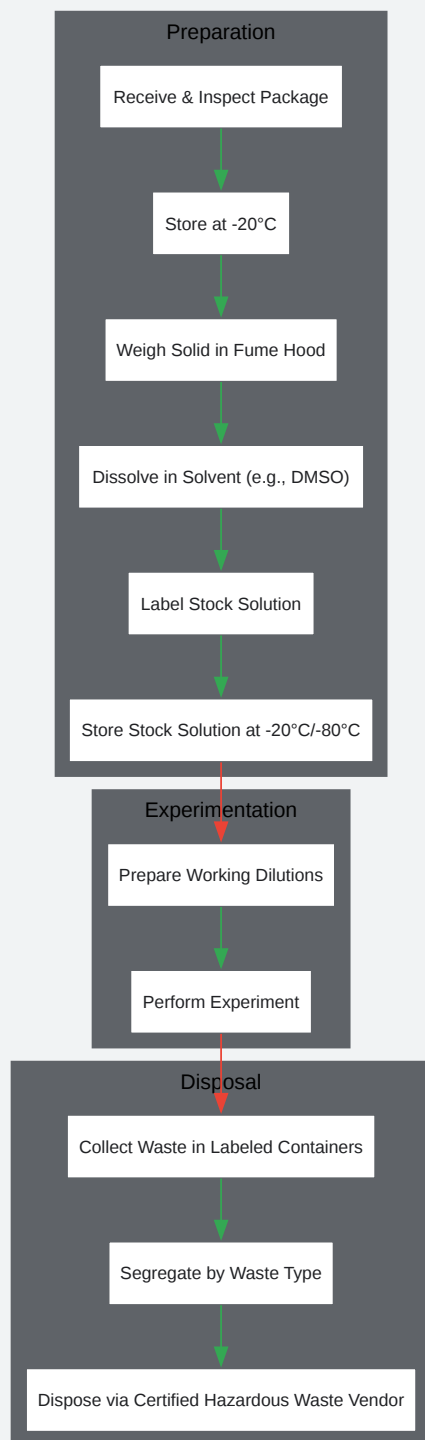 Preparation
Receive & Inspect Package
Store at -20°C
Weigh Solid in Fume Hood
Dissolve in Solvent (e.g., DMSO)
Label Stock Solution
Store Stock Solution at -20°C/-80°C
Experimentation
Prepare Working Dilutions
Perform Experiment
Disposal
Collect Waste in Labeled Containers
Segregate by Waste Type
Dispose via Certified Hazardous Waste Vendor